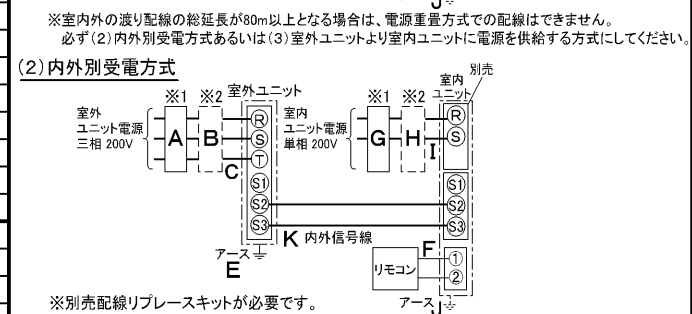 ※室内外の渡り配線の総延長が80m以上となる場合は、電源重畳方式での配線はできません。
必ず(2)内外別受電方式あるいは(3)室外ユニットより室内ユニットに電源を供給する方式にしてください。
(2)内外別受電方式
別売
※1 ※2 室外ユニット ※1 ※2 室内
ユニット
室外
ユニット電源
三相 200V
A B C
R
S
T
S1
S2
S3
室内
ユニット電源
単相 200V
G H I
R
S
S1
S2
S3
K 内外信号線
アース
E
リモコン
F
1
2
アース J
※別売配線リプレースキットが必要です。